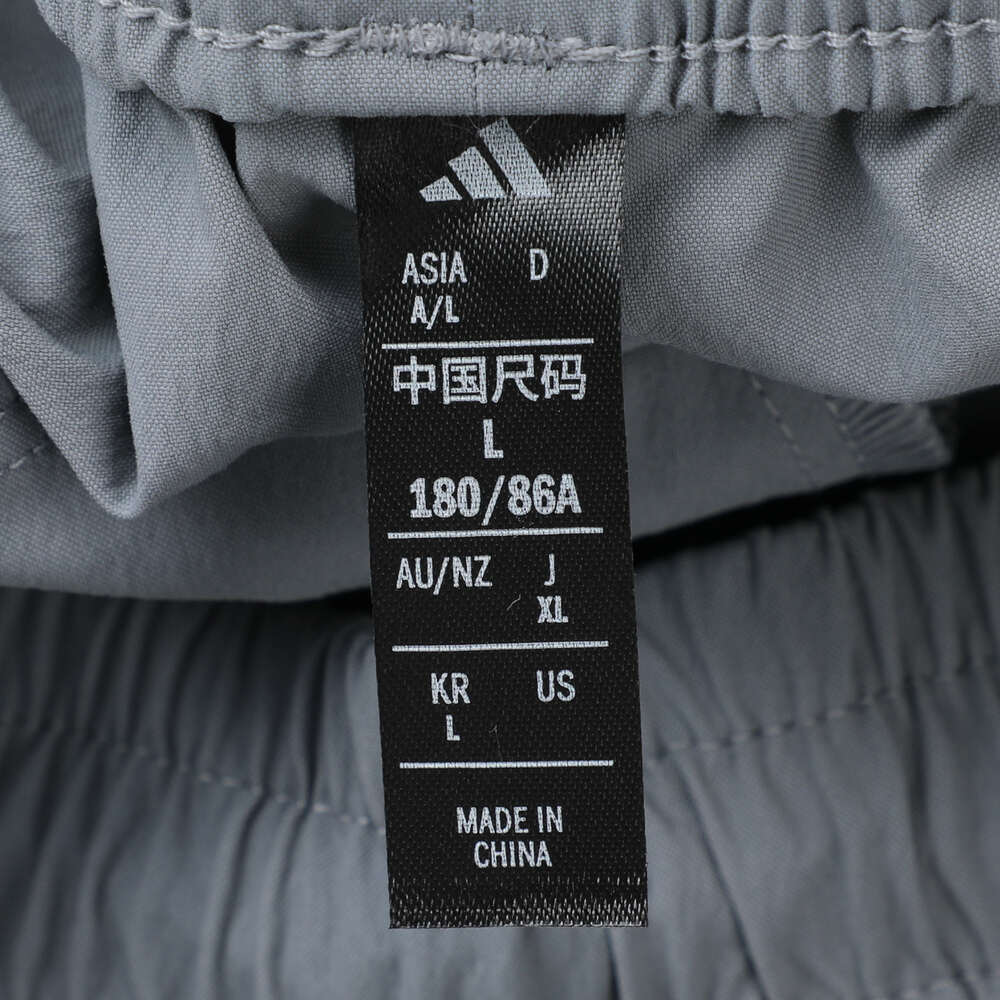 ASIA D
A/L
中国尺码
L
180/86A
AU/NZ J
XL
KR US
L
MADE IN
CHINA